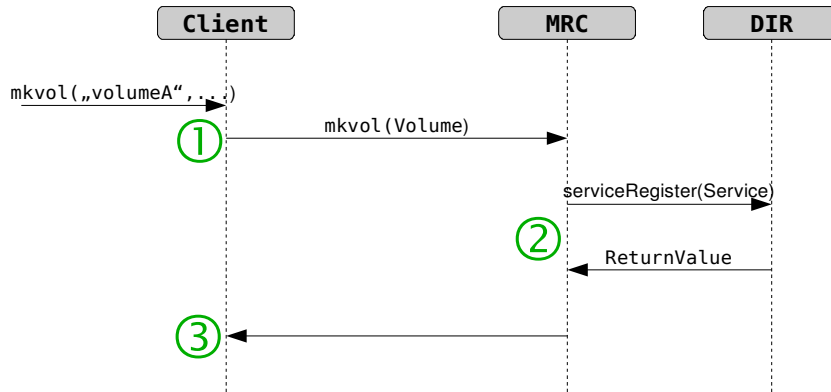 Client
MRC
DIR
mkvol(„volumeA“,...)
1
mkvol(Volume)
serviceRegister(Service)
2
ReturnValue
3